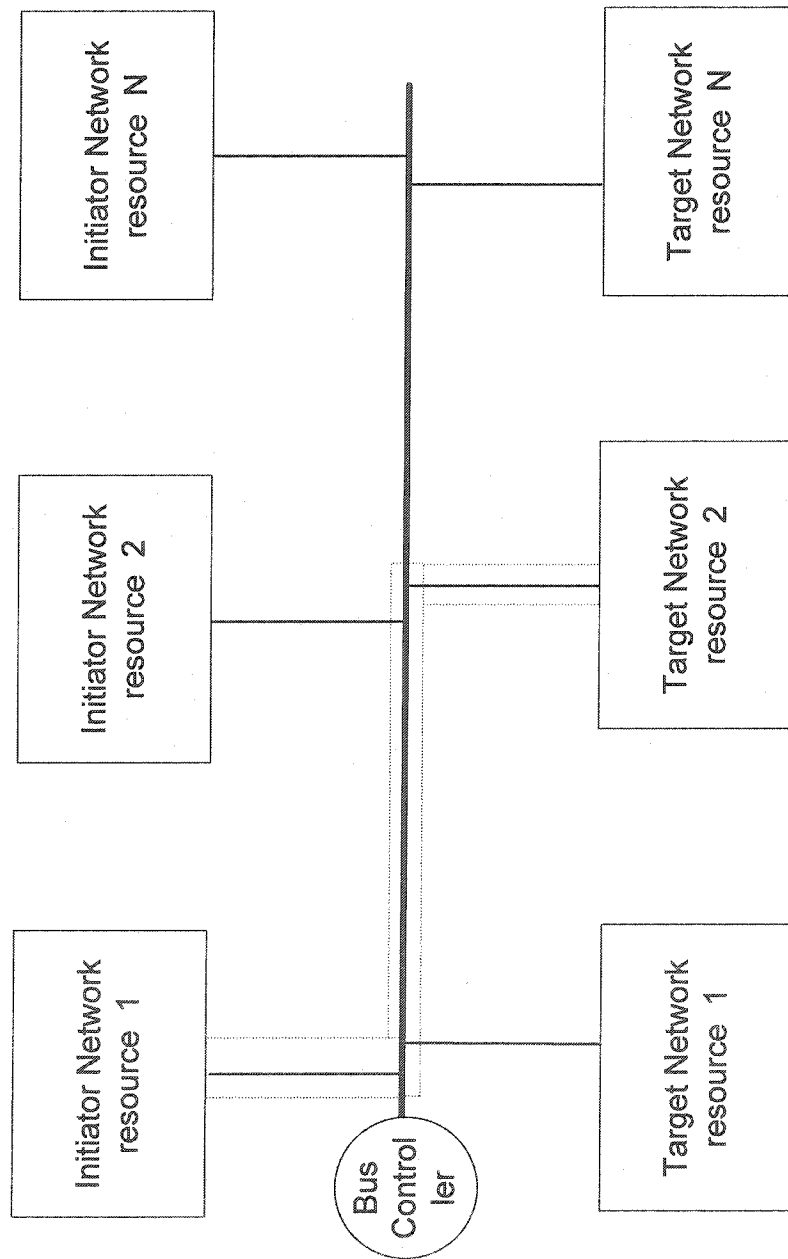 Initiator Network
resource 1
Initiator Network
resource 2
Initiator Network
resource N
Bus
Control
ler
Target Network
resource 1
Target Network
resource 2
Target Network
resource N